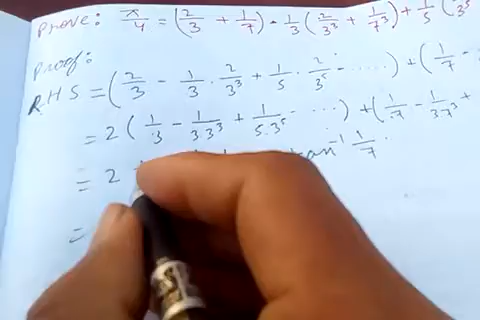 Prove: π/4 = (2/3 + 1/7) - 1/3 (2/3³ + 1/7³) + 1/5 (2/3⁵
Proof:
RHS = (2/3 - 1/3 · 2/3³ + 1/5 · 2/3⁵ - ....) + (1/7 -
= 2 (1/3 - 1/3·3³ + 1/5·3⁵ - ...) + (1/7 - 1/3·7³ +
= 2 tan⁻¹ 1/7
=